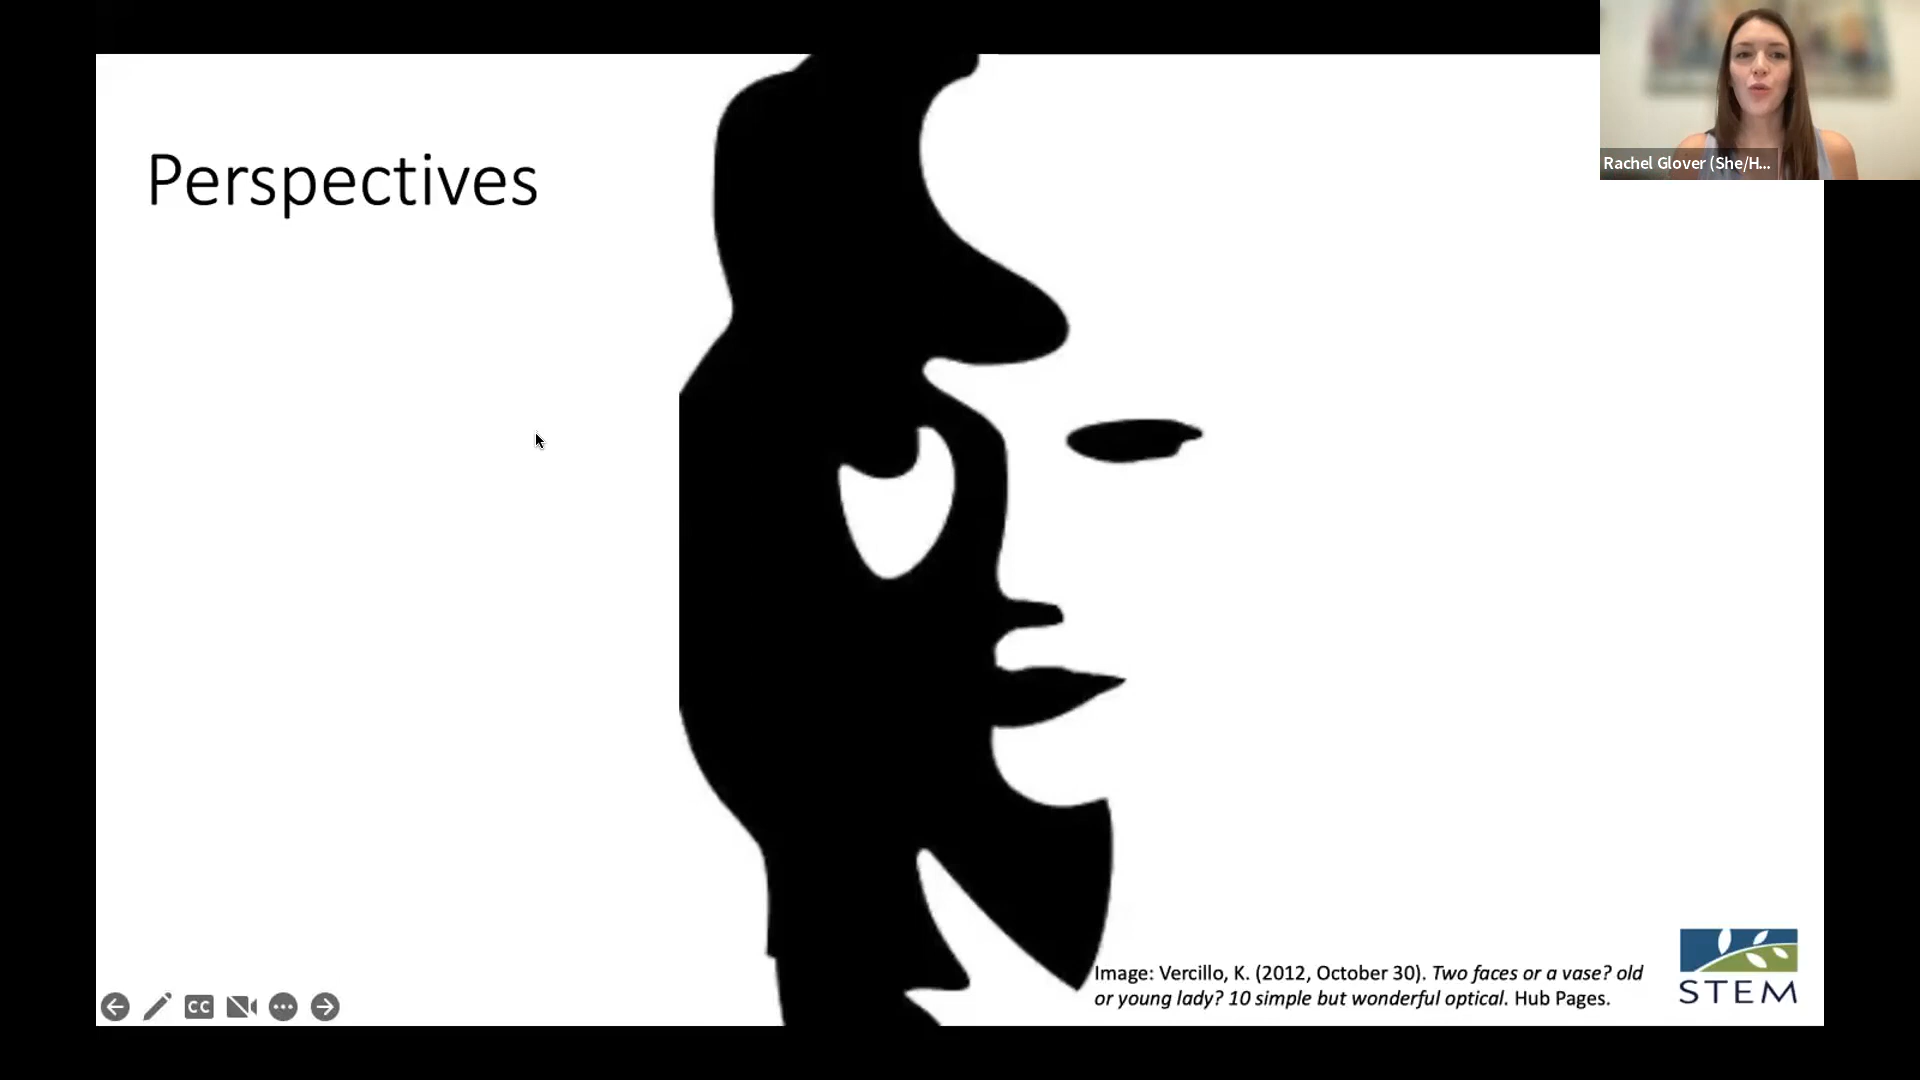 Perspectives
Rachel Glover (She/H...
Image: Vercillo, K. (2012, October 30). Two faces or a vase? old
or young lady? 10 simple but wonderful optical. Hub Pages.
STEM
CC